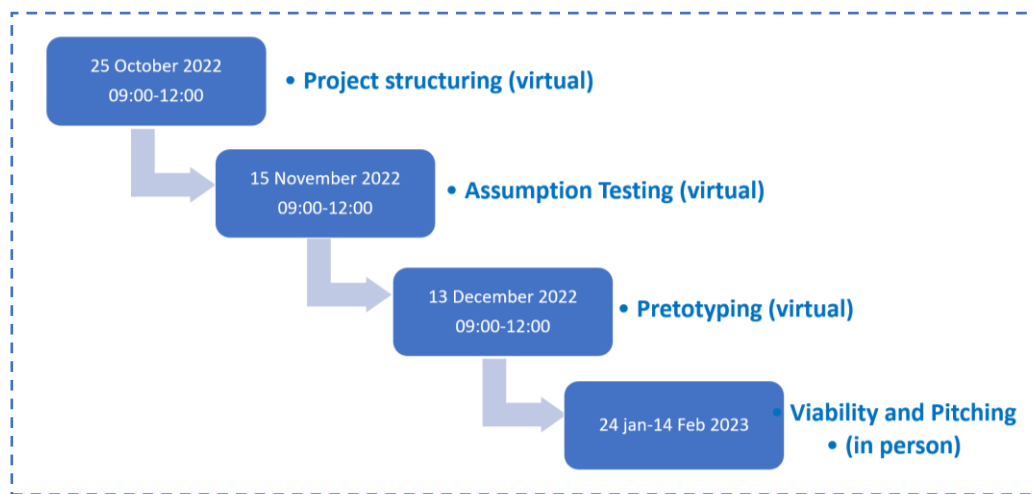 25 October 2022
09:00-12:00
• Project structuring (virtual)
15 November 2022
09:00-12:00
• Assumption Testing (virtual)
13 December 2022
09:00-12:00
• Pretotyping (virtual)
24 jan-14 Feb 2023
• Viability and Pitching
• (in person)